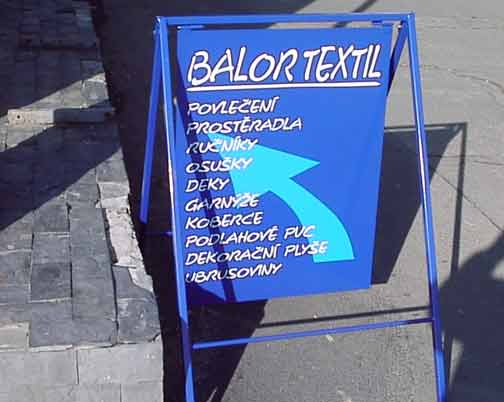 BALOR TEXTIL
POVLEČENÍ
PROSTĚRADLA
RUČNÍKY
OSUŠKY
DEKY
GARNÝŽE
KOBERCE
PODLAHOVÉ PVC
DEKORAČNÍ PLYŠE
UBRUSOVINY